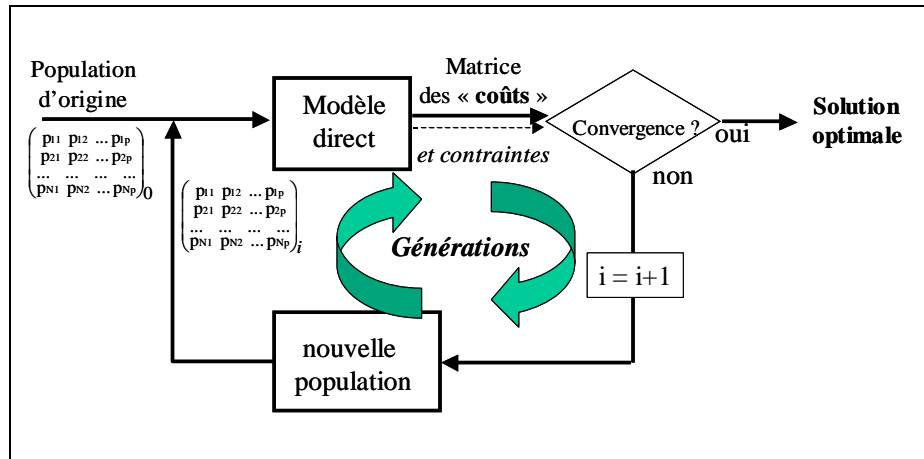 Population
d'origine
p11 p12 ... p1p
p21 p22 ... p2p
... ... ... ...
pN1 pN2 ... pNp
0
Modèle
direct
Matrice
des « coûts »
et contraintes
Convergence ?
oui
Solution
optimale
non
p11 p12 ... p1p
p21 p22 ... p2p
... ... ... ...
pN1 pN2 ... pNp
i
Générations
i = i+1
nouvelle
population